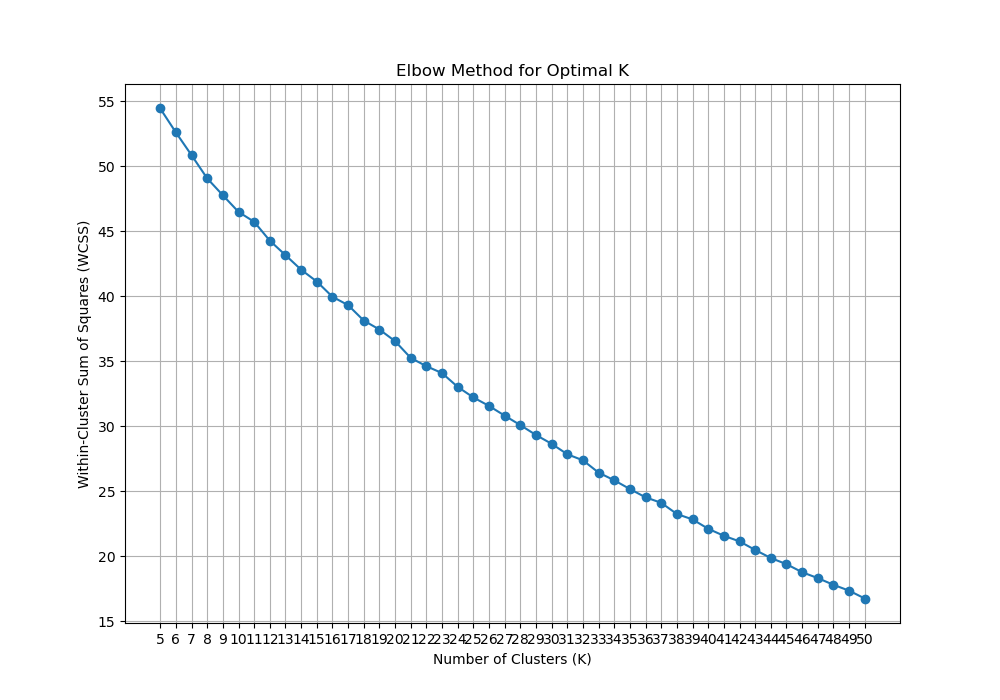 Elbow Method for Optimal K
Within-Cluster Sum of Squares (WCSS)
55
50
45
40
35
30
25
20
15
5 6 7 8 9 10 11 12 13 14 15 16 17 18 19 20 21 22 23 24 25 26 27 28 29 30 31 32 33 34 35 36 37 38 39 40 41 42 43 44 45 46 47 48 49 50
Number of Clusters (K)